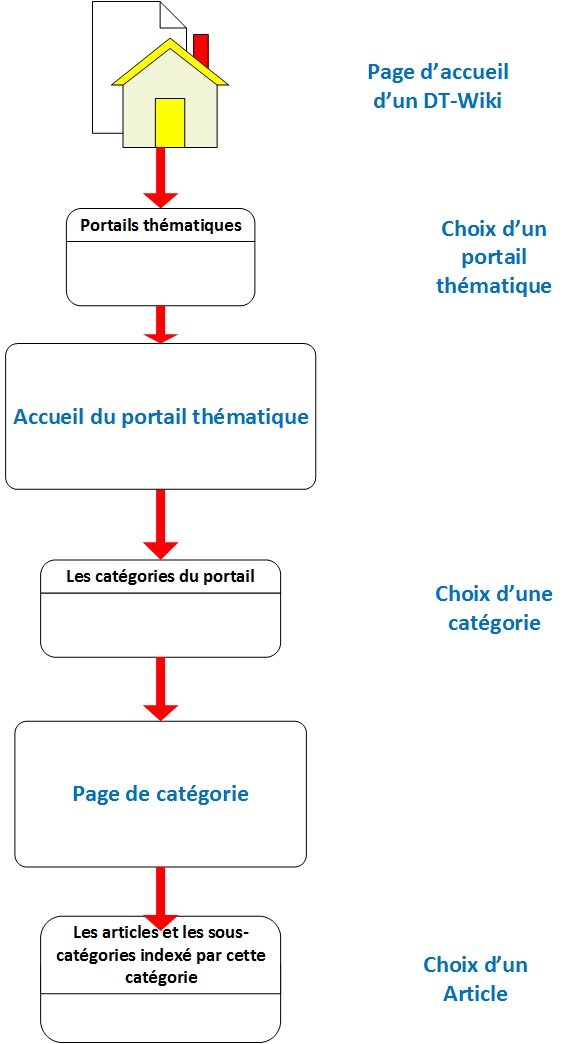 Page d’accueil
d’un DT-Wiki
Portails thématiques
Choix d’un
portail
thématique
Accueil du portail thématique
Les catégories du portail
Choix d’une
catégorie
Page de catégorie
Les articles et les sous-
catégories indexé par cette
catégorie
Choix d’un
Article